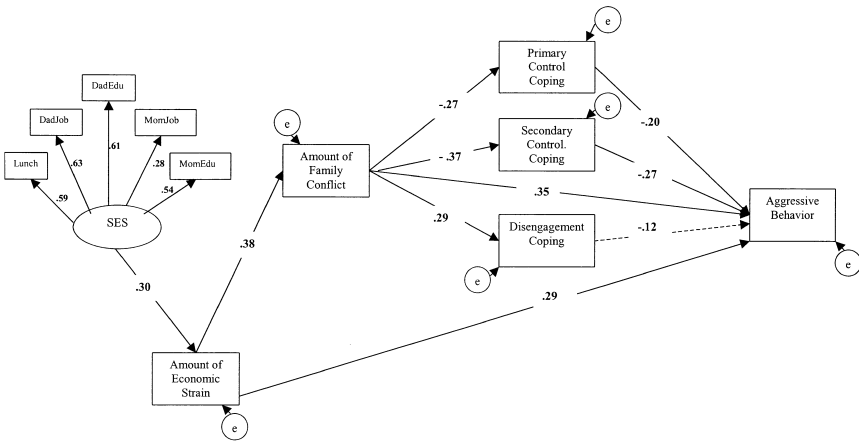 e
Primary
Control
Coping
DadEdu
DadJob
MomJob
Lunch
MomEdu
.59
.63
.61
.28
.54
SES
e
Amount of
Family
Conflict
-.27
-.37
.35
.29
e
Secondary
Control.
Coping
-.20
-.27
-.12
Disengagement
Coping
e
Aggressive
Behavior
e
.38
.30
.29
Amount of
Economic
Strain
e